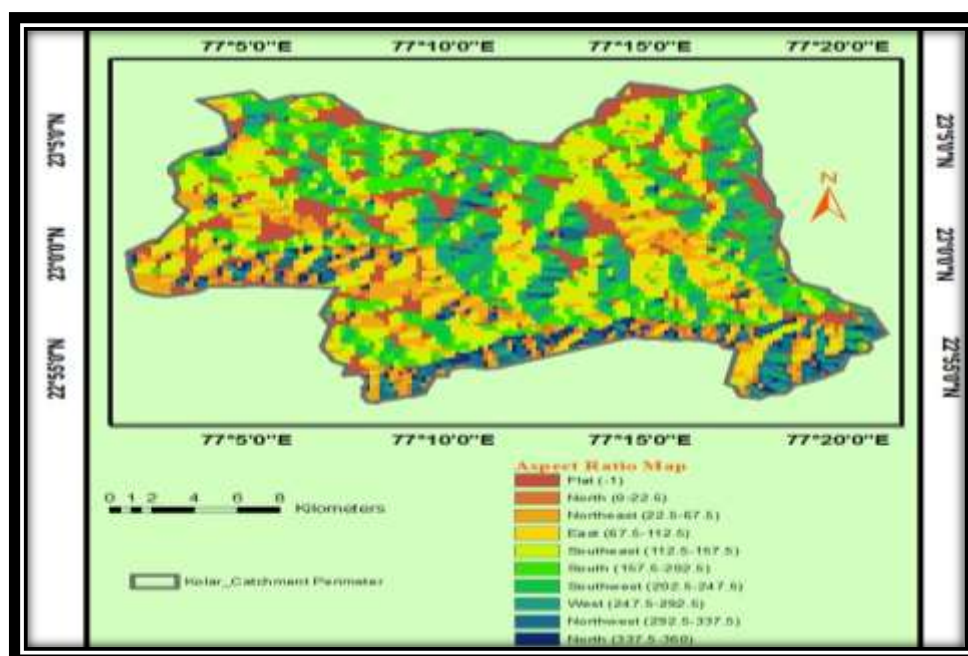 77°5'0"E 77°10'0"E 77°15'0"E 77°20'0"E
22°5'0"N
23°0'0"N
22°55'0"N
23°5'0"N
23°0'0"N
22°55'0"N
N
77°5'0"E 77°10'0"E 77°15'0"E 77°20'0"E
0 1 2 4 6 8
Kilometers
Kolar_Catchment Perimeter
Aspect Ratio Map
Flat (-1)
North (0-22.5)
Northeast (22.5-67.5)
East (67.5-112.5)
Southeast (112.5-157.5)
South (157.5-202.5)
Southwest (202.5-247.5)
West (247.5-292.5)
Northwest (292.5-337.5)
North (337.5-360)